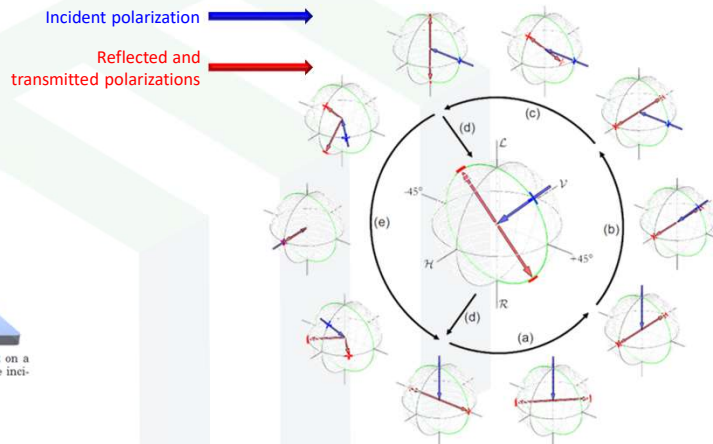 Incident polarization
Reflected and
transmitted polarizations
(c)
(d)
ℒ
-45°
𝒱
(e)
(b)
ℋ
+45°
ℛ
(d)
(a)
t on a
e inci-